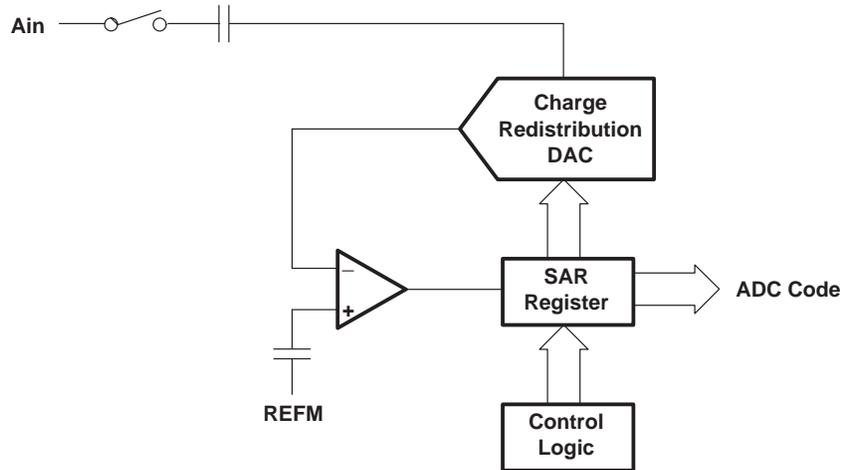 Ain
Charge
Redistribution
DAC
−
+
SAR
Register
ADC Code
REFM
Control
Logic